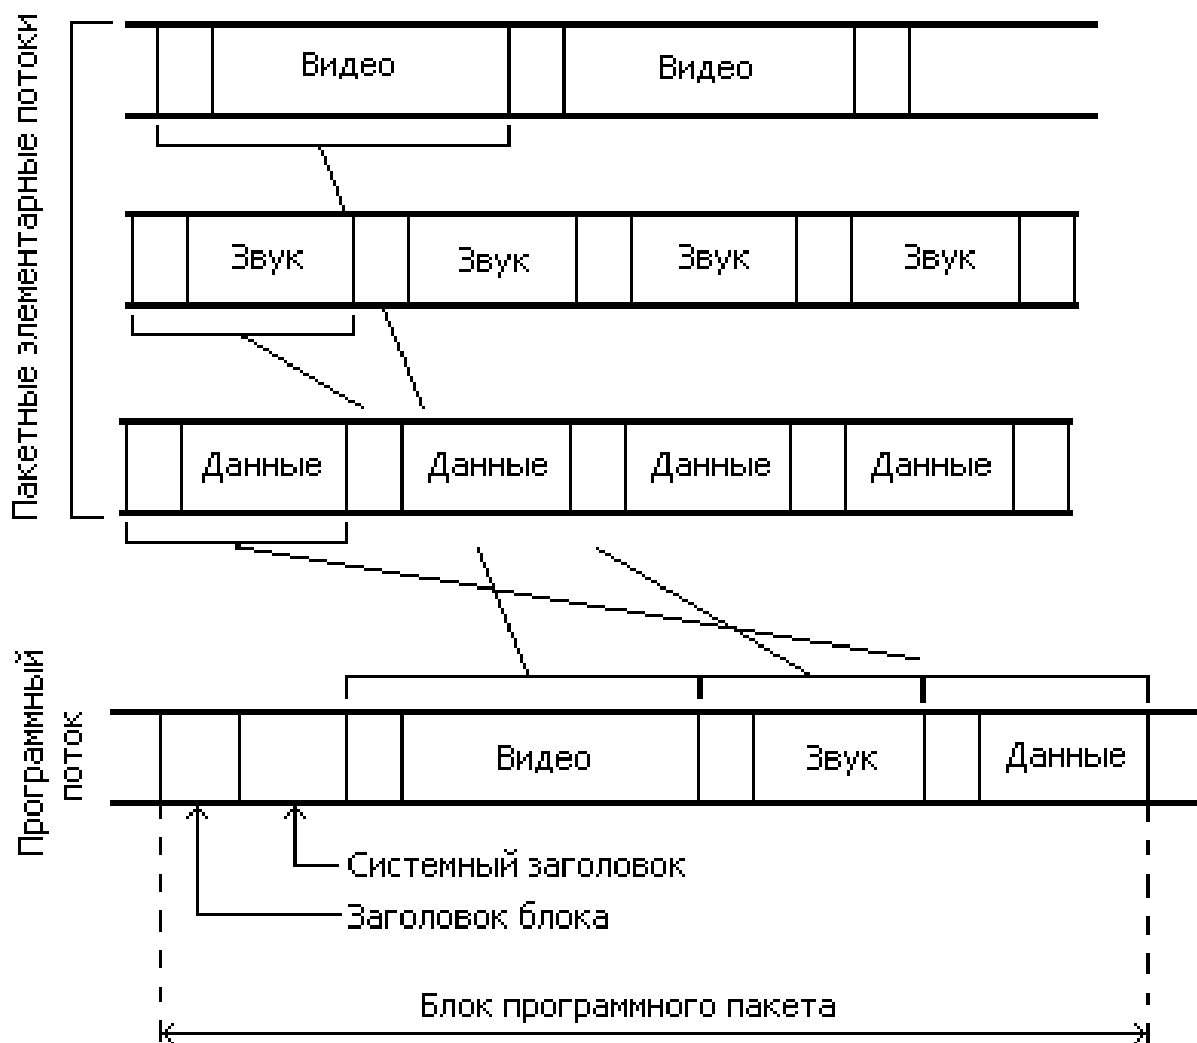 Пакетные элементарные потоки
Видео
Видео
Звук
Звук
Звук
Звук
Данные
Данные
Данные
Данные
Программный
поток
Видео
Звук
Данные
Системный заголовок
Заголовок блока
Блок программного пакета